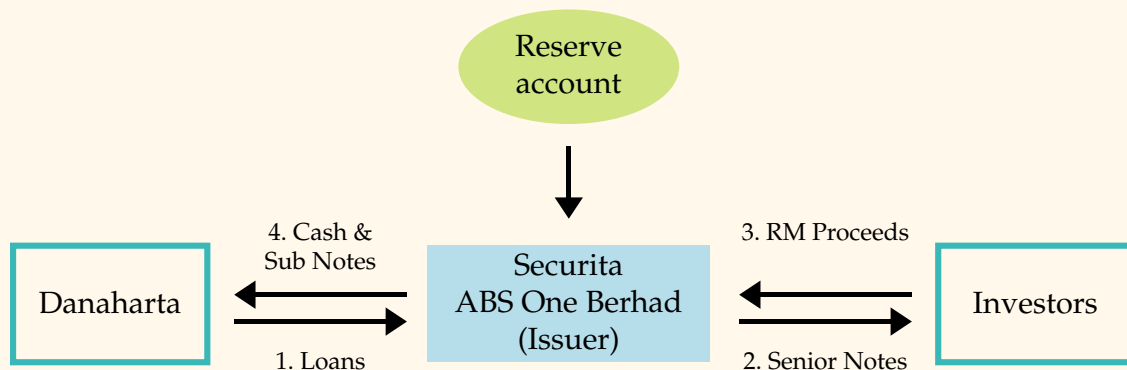 Reserve
account
4. Cash &
Sub Notes
3. RM Proceeds
Danaharta
Securita
ABS One Berhad
(Issuer)
Investors
1. Loans
2. Senior Notes